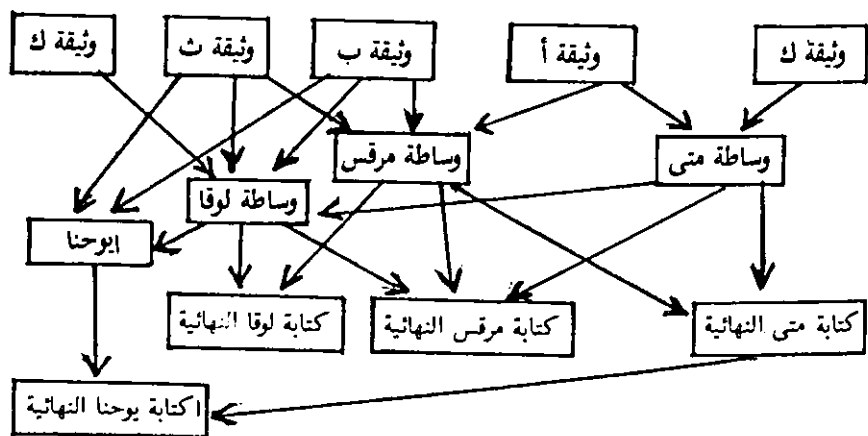 وثيقة ك
وثيقة أ
وثيقة ب
وثيقة ث
وثيقة ك
وساطة متى
وساطة مرقس
وساطة لوقا
إيوحنا
كتابة متى النهائية
كتابة مرقس النهائية
كتابة لوقا النهائية
اكتابة يوحنا النهائية